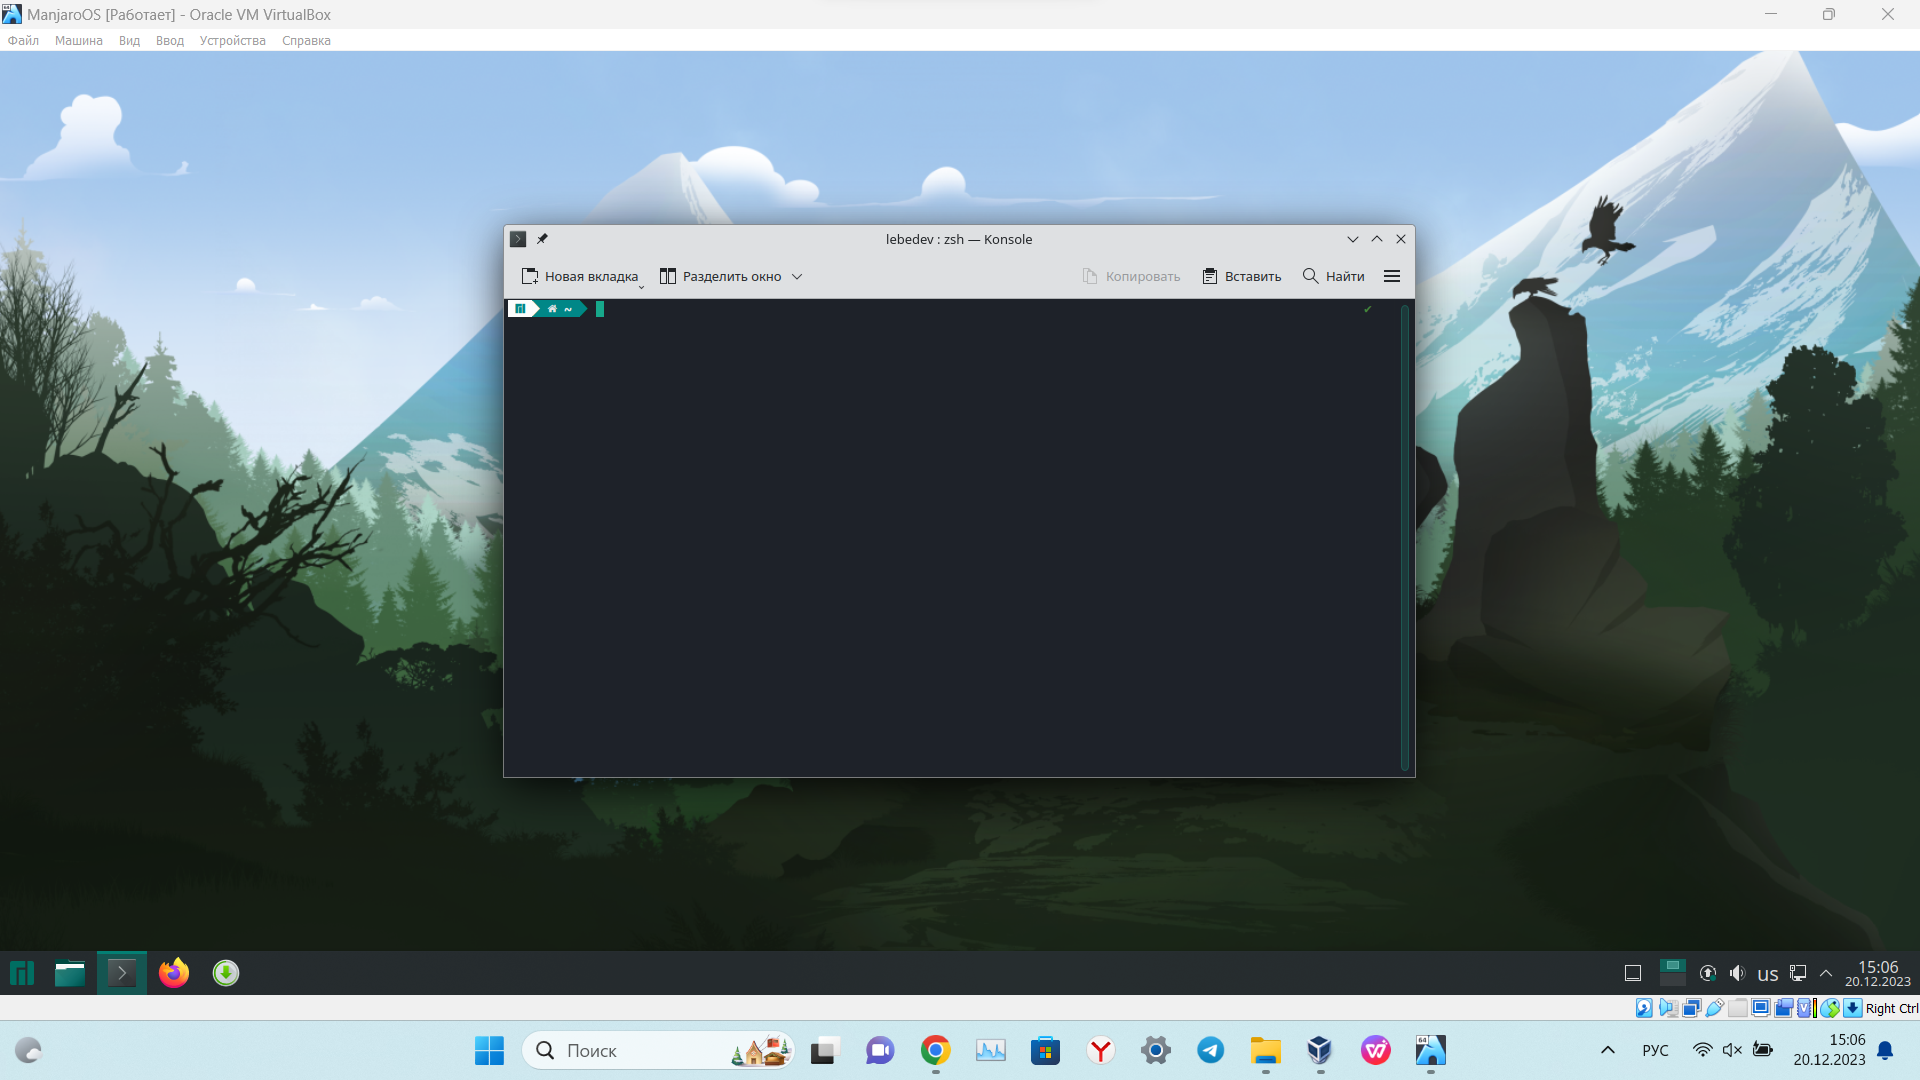 ManjaroOS [Работает] - Oracle VM VirtualBox
Файл Машина Вид Ввод Устройства Справка
lebedev : zsh — Konsole
Новая вкладка Разделить окно Копировать Вставить Найти
~
us
15:06
20.12.2023
Right Ctrl
Поиск
64
РУС
15:06
20.12.2023